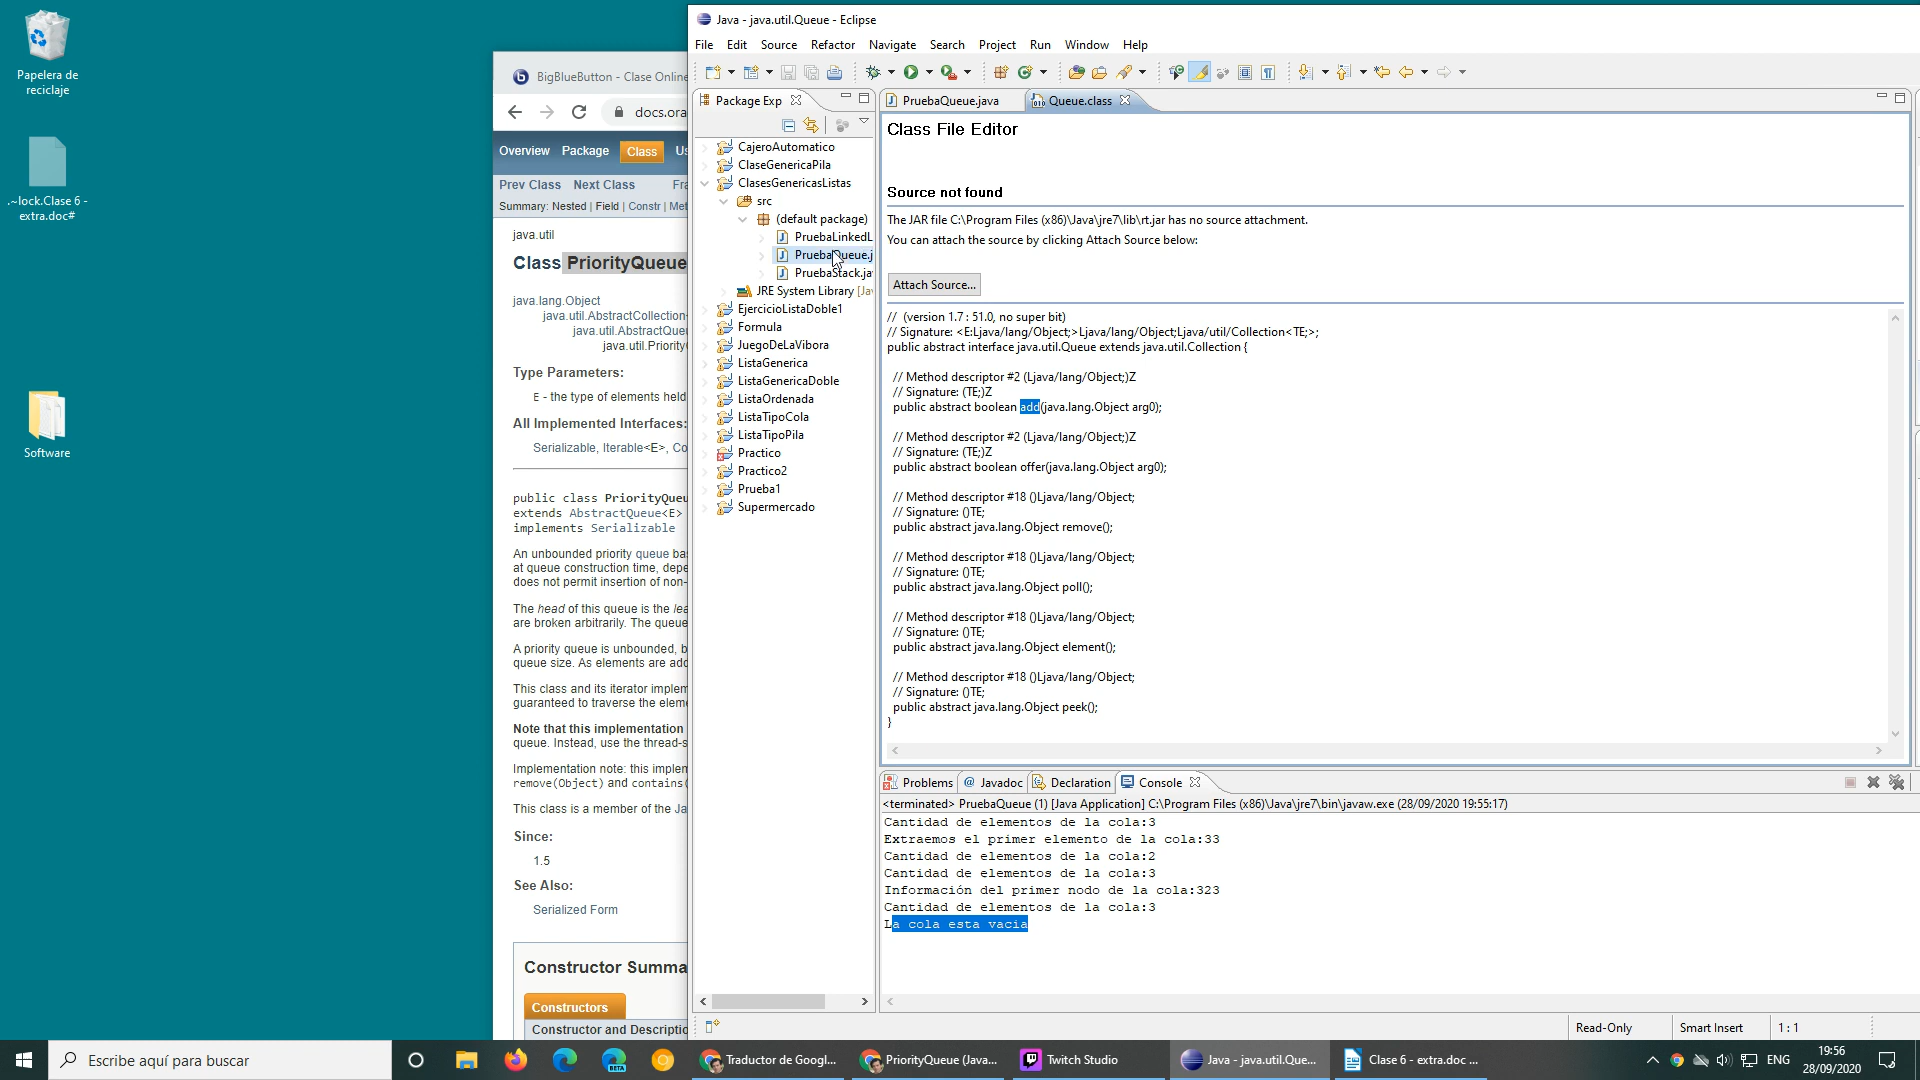 Papelera de
reciclaje
.~lock.Clase 6 -
extra.doc#
Software
BigBlueButton - Clase Online
docs.ora
Overview Package Class Us
Prev Class Next Class Fra
Summary: Nested | Field | Constr | Met
java.util
Class PriorityQueue
java.lang.Object
java.util.AbstractCollection
java.util.AbstractQueu
java.util.Priority
Type Parameters:
E - the type of elements held
All Implemented Interfaces:
Serializable, Iterable<E>, Co
public class PriorityQueu
extends AbstractQueue<E>
implements Serializable
An unbounded priority queue ba
at queue construction time, depe
does not permit insertion of non-
The head of this queue is the lea
are broken arbitrarily. The queue
A priority queue is unbounded, b
queue size. As elements are add
This class and its iterator implem
guaranteed to traverse the eleme
Note that this implementation
queue. Instead, use the thread-s
Implementation note: this implem
remove(Object) and contains(
This class is a member of the Ja
Since:
1.5
See Also:
Serialized Form
Constructor Summa
Constructors
Constructor and Descriptio
Java - java.util.Queue - Eclipse
File Edit Source Refactor Navigate Search Project Run Window Help
Package Exp
CajeroAutomatico
ClaseGenericaPila
ClasesGenericasListas
src
(default package)
PruebaLinkedL
PruebaQueue.j
PruebaStack.ja
JRE System Library [Jav
EjercicioListaDoble1
Formula
JuegoDeLaVibora
ListaGenerica
ListaGenericaDoble
ListaOrdenada
ListaTipoCola
ListaTipoPila
Practico
Practico2
Prueba1
Supermercado
PruebaQueue.java Queue.class
Class File Editor
Source not found
The JAR file C:\Program Files (x86)\Java\jre7\lib\rt.jar has no source attachment.
You can attach the source by clicking Attach Source below:
Attach Source...
// (version 1.7 : 51.0, no super bit)
// Signature: <E:Ljava/lang/Object;>Ljava/lang/Object;Ljava/util/Collection<TE;>;
public abstract interface java.util.Queue extends java.util.Collection {
// Method descriptor #2 (Ljava/lang/Object;)Z
// Signature: (TE;)Z
public abstract boolean add(java.lang.Object arg0);
// Method descriptor #2 (Ljava/lang/Object;)Z
// Signature: (TE;)Z
public abstract boolean offer(java.lang.Object arg0);
// Method descriptor #18 ()Ljava/lang/Object;
// Signature: ()TE;
public abstract java.lang.Object remove();
// Method descriptor #18 ()Ljava/lang/Object;
// Signature: ()TE;
public abstract java.lang.Object poll();
// Method descriptor #18 ()Ljava/lang/Object;
// Signature: ()TE;
public abstract java.lang.Object element();
// Method descriptor #18 ()Ljava/lang/Object;
// Signature: ()TE;
public abstract java.lang.Object peek();
}
Problems Javadoc Declaration Console
<terminated> PruebaQueue (1) [Java Application] C:\Program Files (x86)\Java\jre7\bin\javaw.exe (28/09/2020 19:55:17)
Cantidad de elementos de la cola:3
Extraemos el primer elemento de la cola:33
Cantidad de elementos de la cola:2
Cantidad de elementos de la cola:3
Información del primer nodo de la cola:323
Cantidad de elementos de la cola:3
La cola esta vacia
Read-Only Smart Insert 1 : 1
Escribe aquí para buscar
Traductor de Googl...
PriorityQueue (Java...
Twitch Studio
Java - java.util.Que...
Clase 6 - extra.doc ...
ENG
19:56
28/09/2020